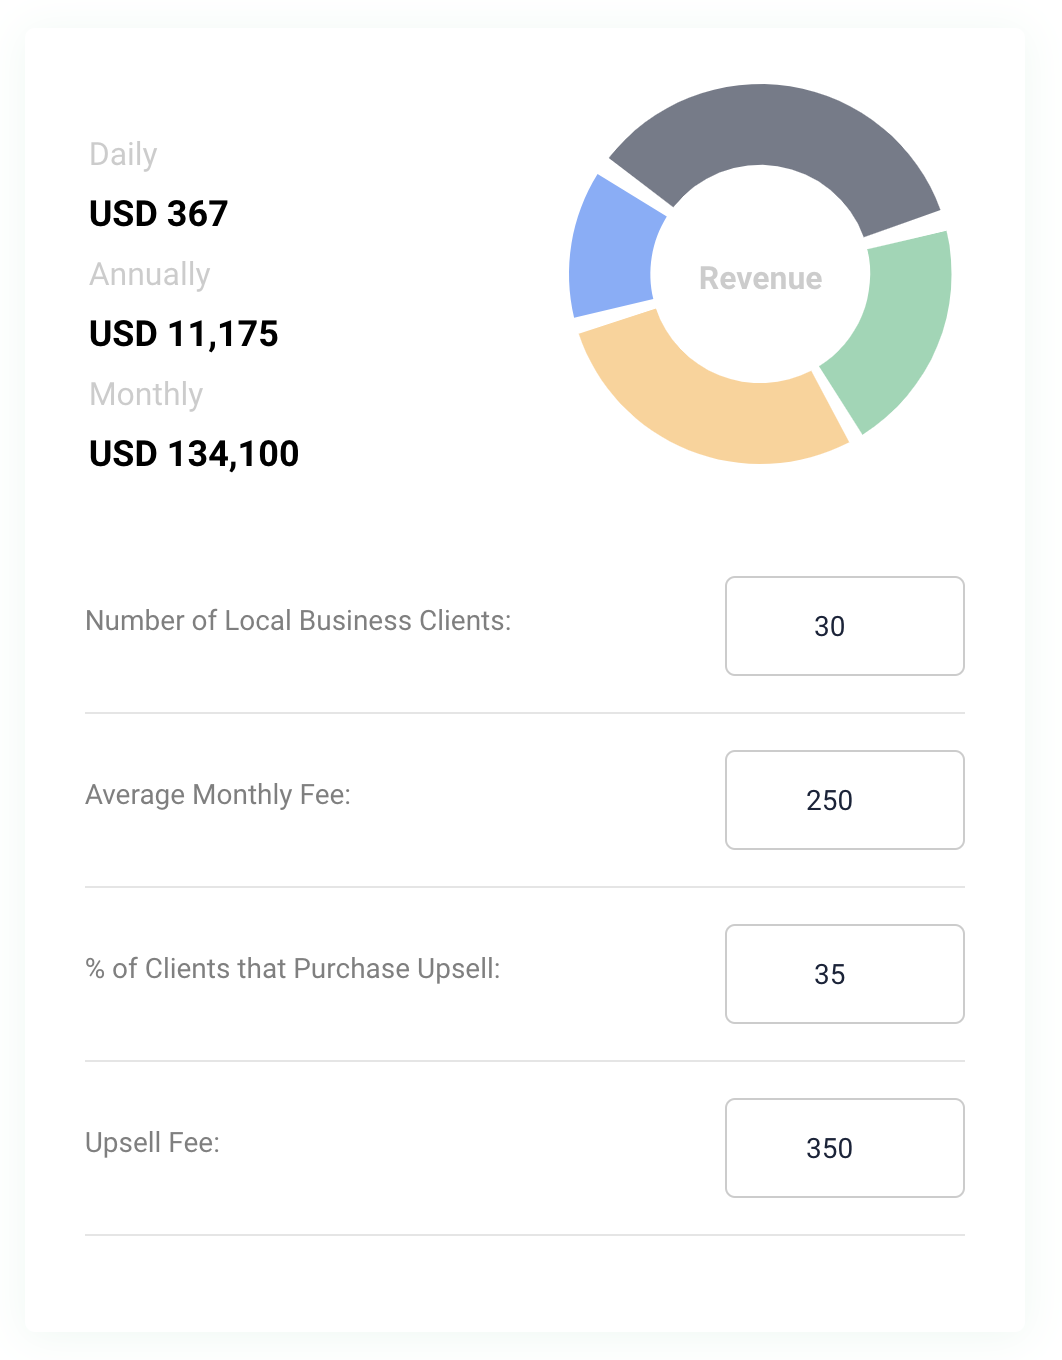 Daily
USD 367
Annually
USD 11,175
Monthly
USD 134,100
Revenue
Number of Local Business Clients:
30
Average Monthly Fee:
250
% of Clients that Purchase Upsell:
35
Upsell Fee:
350